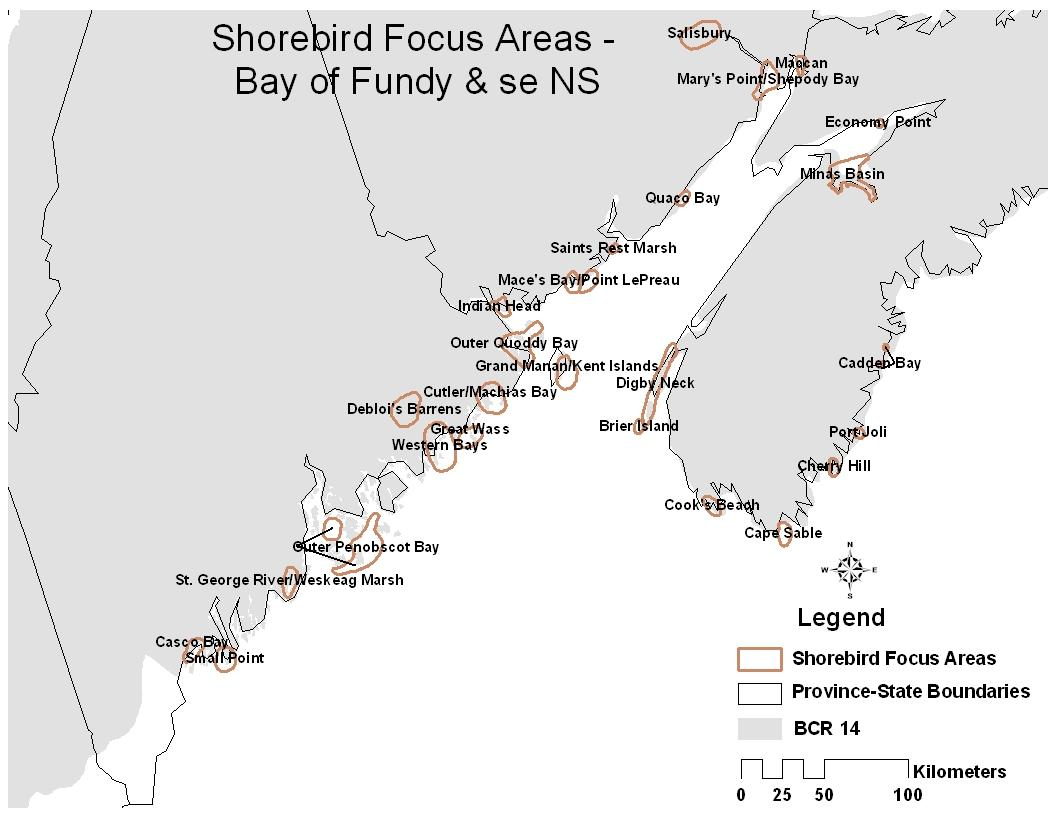 Shorebird Focus Areas -
Bay of Fundy & se NS
Salisbury
Maccan
Mary's Point/Shepody Bay
Economy Point
Minas Basin
Quaco Bay
Saints Rest Marsh
Mace's Bay/Point LePreau
Indian Head
Outer Quoddy Bay
Grand Manan/Kent Islands
Cadden Bay
Digby Neck
Cutler/Machias Bay
Debloi's Barrens
Brier Island
Great Wass
Port Joli
Western Bays
Cherry Hill
Cook's Beach
Cape Sable
Outer Penobscot Bay
St. George River/Weskeag Marsh
Casco Bay
Small Point
N
W E
S
Legend
Shorebird Focus Areas
Province-State Boundaries
BCR 14
Kilometers
0 25 50 100